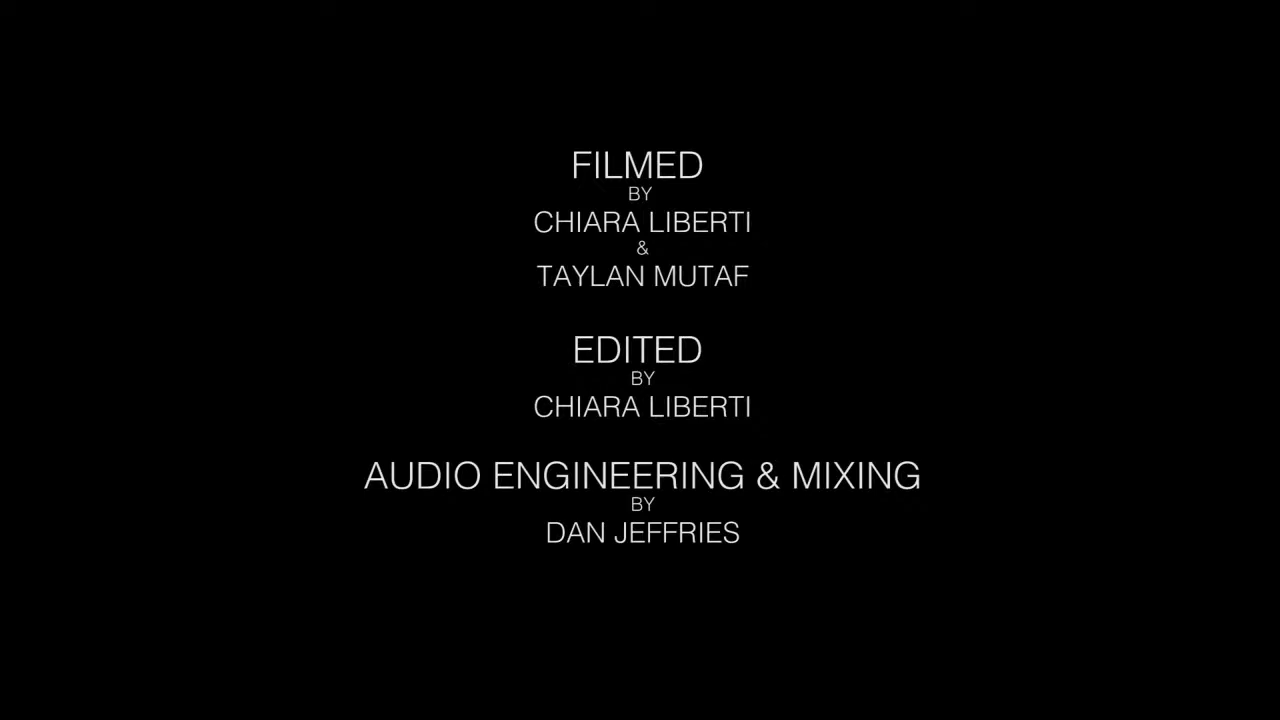 FILMED
BY
CHIARA LIBERTI
&
TAYLAN MUTAF
EDITED
BY
CHIARA LIBERTI
AUDIO ENGINEERING & MIXING
BY
DAN JEFFRIES